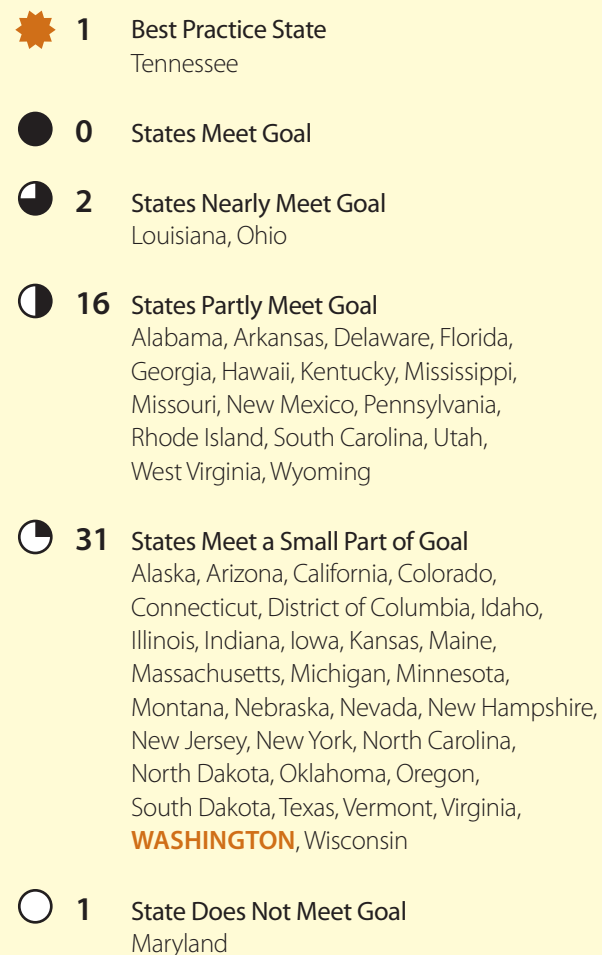 1 Best Practice State
Tennessee
0 States Meet Goal
2 States Nearly Meet Goal
Louisiana, Ohio
16 States Partly Meet Goal
Alabama, Arkansas, Delaware, Florida,
Georgia, Hawaii, Kentucky, Mississippi,
Missouri, New Mexico, Pennsylvania,
Rhode Island, South Carolina, Utah,
West Virginia, Wyoming
31 States Meet a Small Part of Goal
Alaska, Arizona, California, Colorado,
Connecticut, District of Columbia, Idaho,
Illinois, Indiana, Iowa, Kansas, Maine,
Massachusetts, Michigan, Minnesota,
Montana, Nebraska, Nevada, New Hampshire,
New Jersey, New York, North Carolina,
North Dakota, Oklahoma, Oregon,
South Dakota, Texas, Vermont, Virginia,
WASHINGTON, Wisconsin
1 State Does Not Meet Goal
Maryland